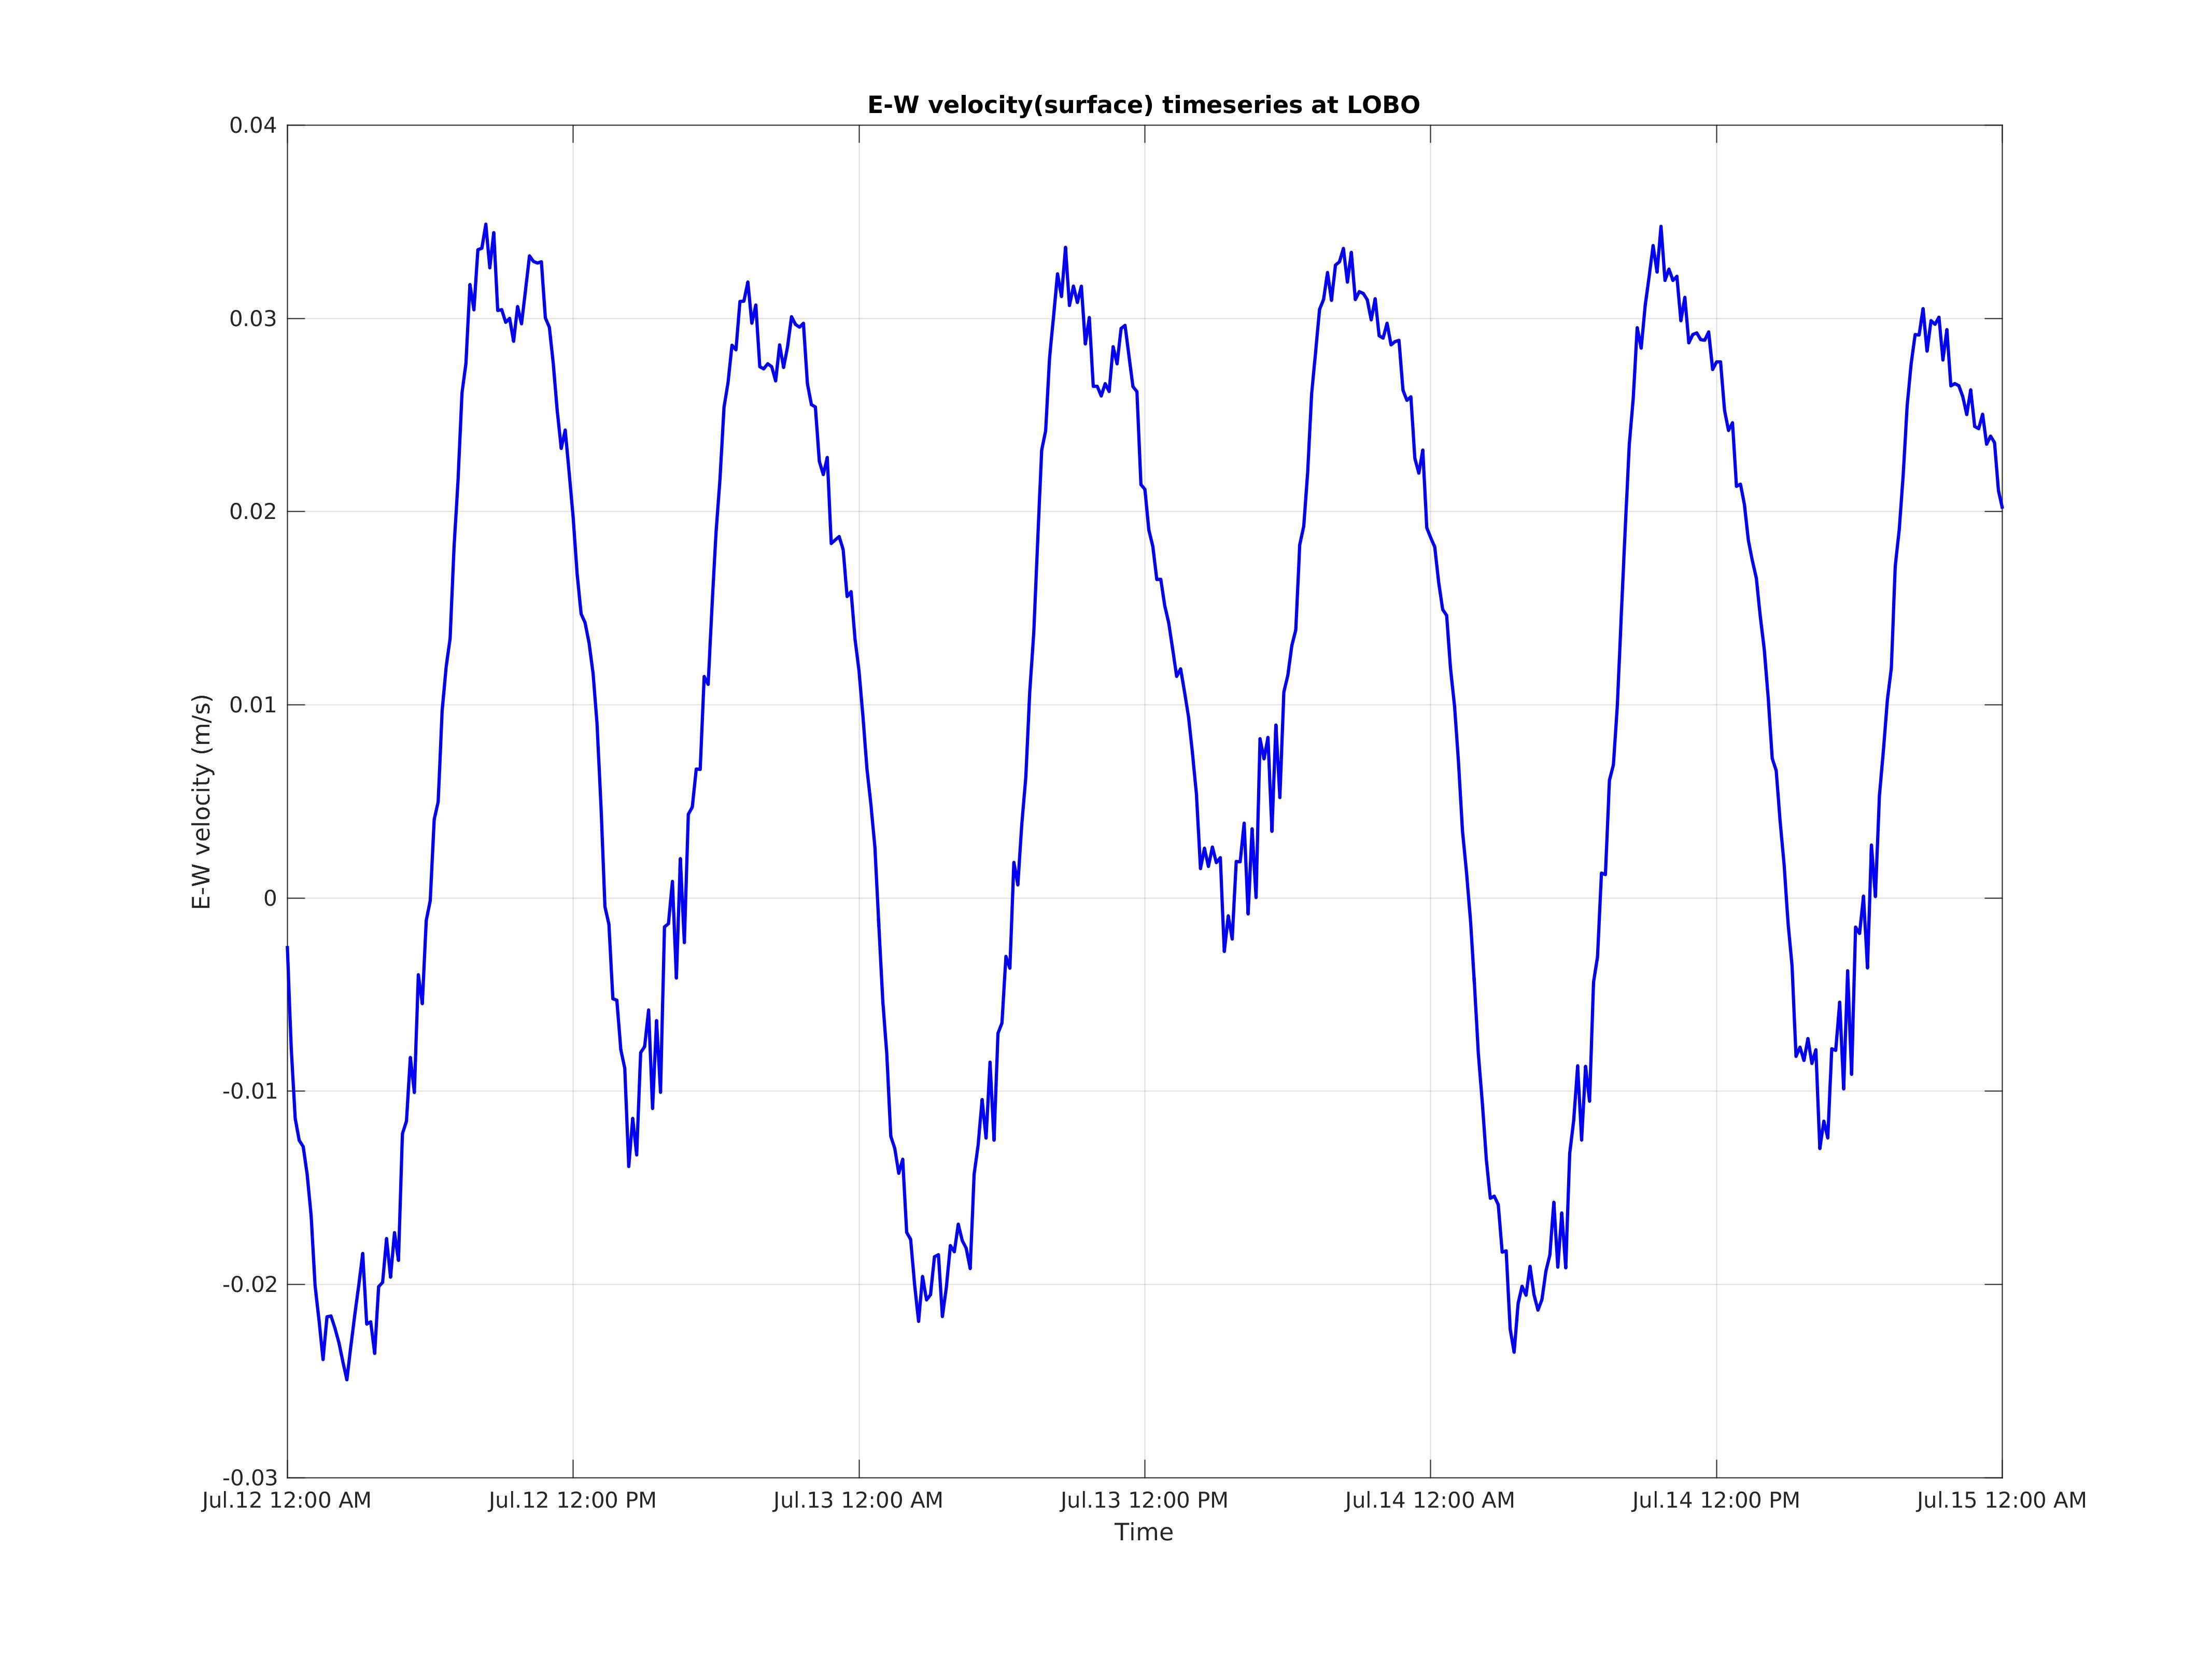 E-W velocity(surface) timeseries at LOBO
0.04
0.03
0.02
0.01
0
-0.01
-0.02
-0.03
E-W velocity (m/s)
Jul.12 12:00 AM
Jul.12 12:00 PM
Jul.13 12:00 AM
Jul.13 12:00 PM
Jul.14 12:00 AM
Jul.14 12:00 PM
Jul.15 12:00 AM
Time